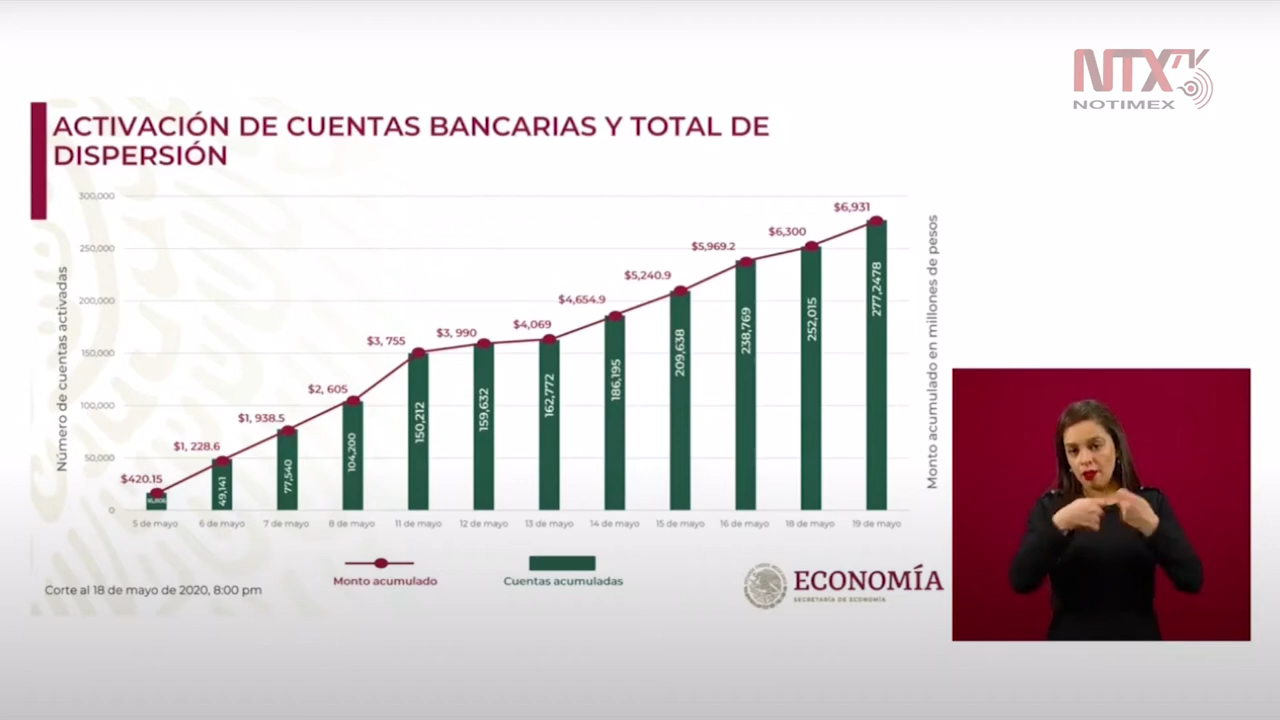 NTX
NOTIMEX
ACTIVACIÓN DE CUENTAS BANCARIAS Y TOTAL DE
DISPERSIÓN
Número de cuentas activadas
300,000
250,000
200,000
150,000
100,000
50,000
0
$420.15
$1, 228.6
$1, 938.5
$2, 605
$3, 755
$3, 990
$4,069
$4,654.9
$5,240.9
$5,969.2
$6,300
$6,931
49,141
77,540
104,200
150,212
159,632
162,772
186,195
209,638
238,769
252,015
277,2478
5 de mayo
6 de mayo
7 de mayo
8 de mayo
11 de mayo
12 de mayo
13 de mayo
14 de mayo
15 de mayo
16 de mayo
18 de mayo
19 de mayo
Monto acumulado en millones de pesos
Monto acumulado
Cuentas acumuladas
Corte al 18 de mayo de 2020, 8:00 pm
ECONOMÍA
SECRETARÍA DE ECONOMÍA